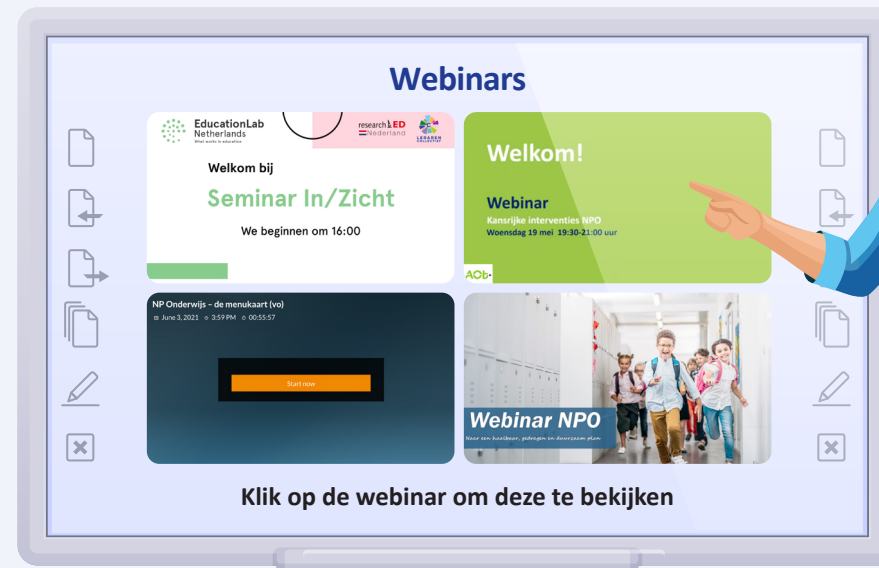 Webinars
EducationLab
Netherlands
What works in education
researchED
Nederland
LERAREN
COLLECTIEF
Welkom bij
Seminar In/Zicht
We beginnen om 16:00
Welkom!
Webinar
Kansrijke interventies NPO
Woensdag 19 mei 19:30-21:00 uur
AOb
NP Onderwijs – de menukaart (vo)
June 3, 2021 3:59 PM 00:55:57
Start now
Webinar NPO
Naar een haalbaar, gedragen en duurzaam plan
Klik op de webinar om deze te bekijken